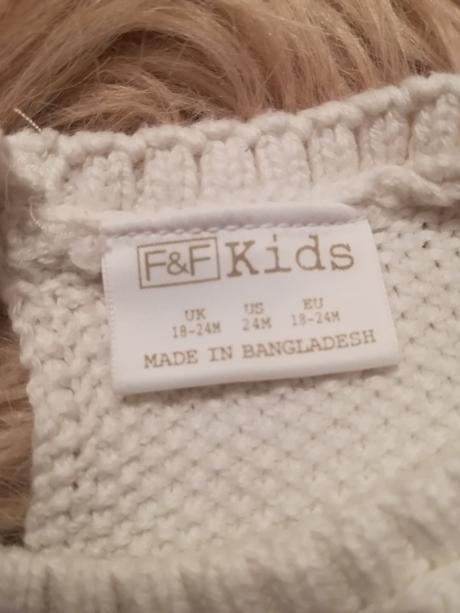 F&F Kids
UK US EU
18-24M 24M 18-24M
MADE IN BANGLADESH